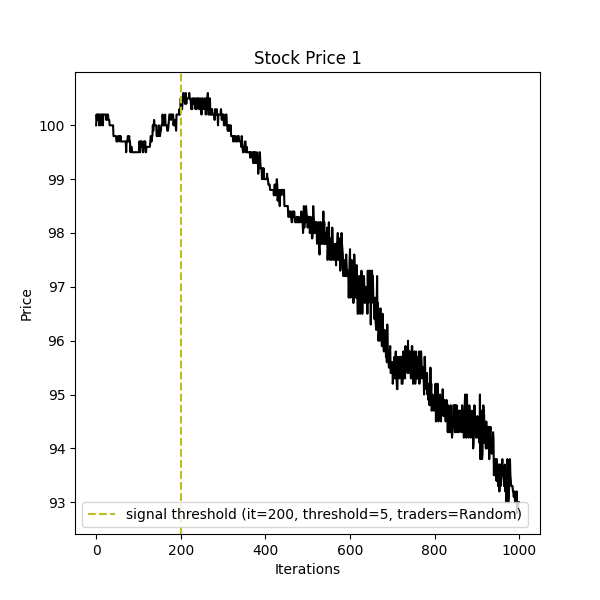 Stock Price 1
100
99
98
97
96
95
94
93
Price
signal threshold (it=200, threshold=5, traders=Random)
0 200 400 600 800 1000
Iterations